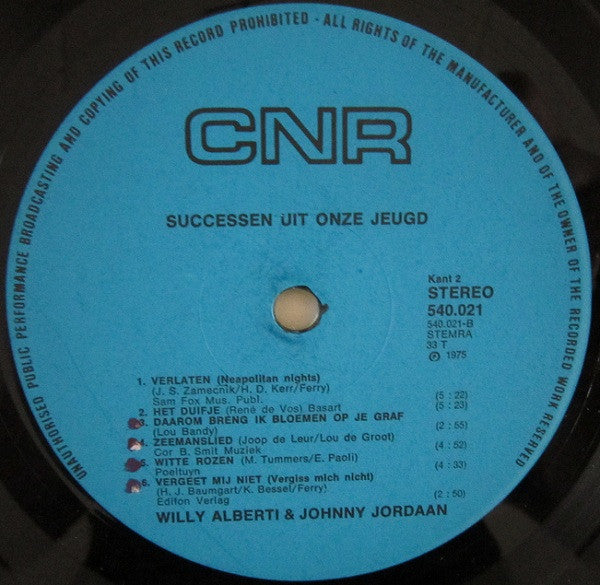 UNAUTHORISED PUBLIC PERFORMANCE BROADCASTING AND COPYING OF THIS RECORD PROHIBITED - ALL RIGHTS OF THE MANUFACTURER AND OF THE OWNER OF THE RECORDED WORK RESERVED
CNR
SUCCESSEN UIT ONZE JEUGD
Kant 2
STEREO
540.021
540.021-B
STEMRA
33 T
℗ 1975
1. VERLATEN (Neapolitan nights)
(J. S. Zamecnik/H. D. Kerr/Ferry)
Sam Fox Mus. Publ. (5 : 22)
2. HET DUIFJE (René de Vos) Basart (5 : 23)
3. DAAROM BRENG IK BLOEMEN OP JE GRAF
(Lou Bandy) (2 : 55)
4. ZEEMANSLIED (Joop de Leur/Lou de Groot)
Cor B. Smit Muziek (4 : 52)
5. WITTE ROZEN (M. Tummers/E. Paoli)
Poeltuyn (4 : 33)
6. VERGEET MIJ NIET (Vergiss mich nicht)
(H. J. Baumgart/K. Bessel/Ferry)
Editon Verlag (2 : 50)
WILLY ALBERTI & JOHNNY JORDAAN